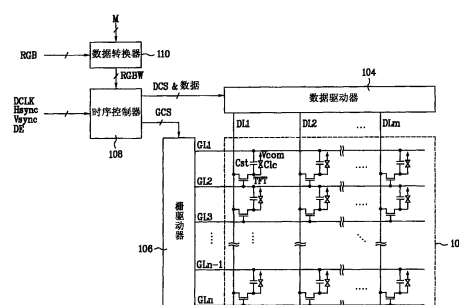 M
RGB
数据转换器
110
RGBW
DCS & 数据
104
数据驱动器
DCLK
Hsync
Vsync
DE
时序控制器
GCS
108
DL1
DL2
...
DLm
GL1
Vcom
Cst
Clc
TFT
GL2
GL3
栅驱动器
106
GLn-1
GLn
10